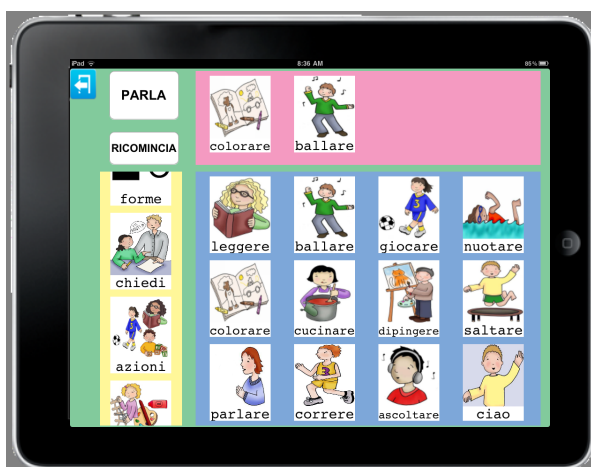 iPad 8:36 AM 85%
PARLA
RICOMINCIA
colorare ballare
forme
chiedi
azioni
leggere ballare giocare nuotare
colorare cucinare dipingere saltare
parlare correre ascoltare ciao